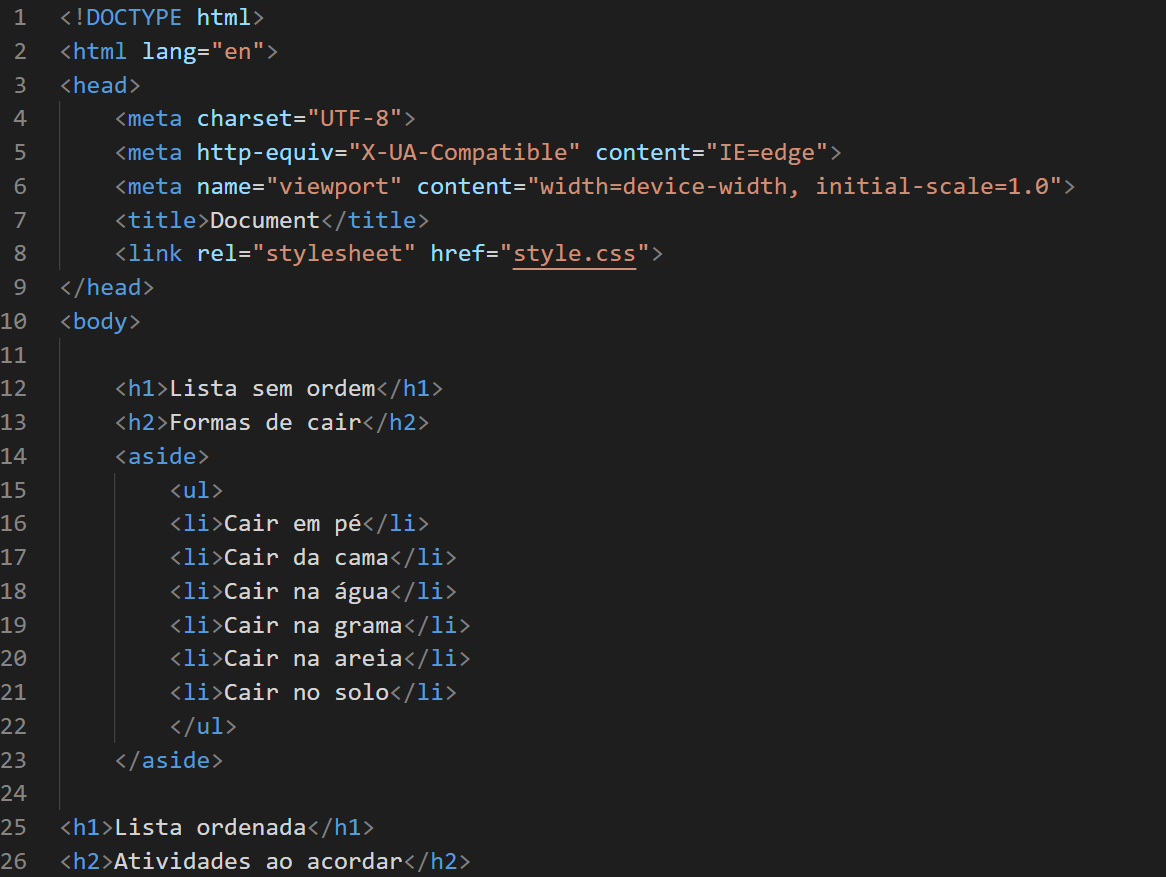 1 <!DOCTYPE html>
2 <html lang="en">
3 <head>
4     <meta charset="UTF-8">
5     <meta http-equiv="X-UA-Compatible" content="IE=edge">
6     <meta name="viewport" content="width=device-width, initial-scale=1.0">
7     <title>Document</title>
8     <link rel="stylesheet" href="style.css">
9 </head>
10 <body>
11
12     <h1>Lista sem ordem</h1>
13     <h2>Formas de cair</h2>
14     <aside>
15         <ul>
16         <li>Cair em pé</li>
17         <li>Cair da cama</li>
18         <li>Cair na água</li>
19         <li>Cair na grama</li>
20         <li>Cair na areia</li>
21         <li>Cair no solo</li>
22         </ul>
23     </aside>
24
25 <h1>Lista ordenada</h1>
26 <h2>Atividades ao acordar</h2>